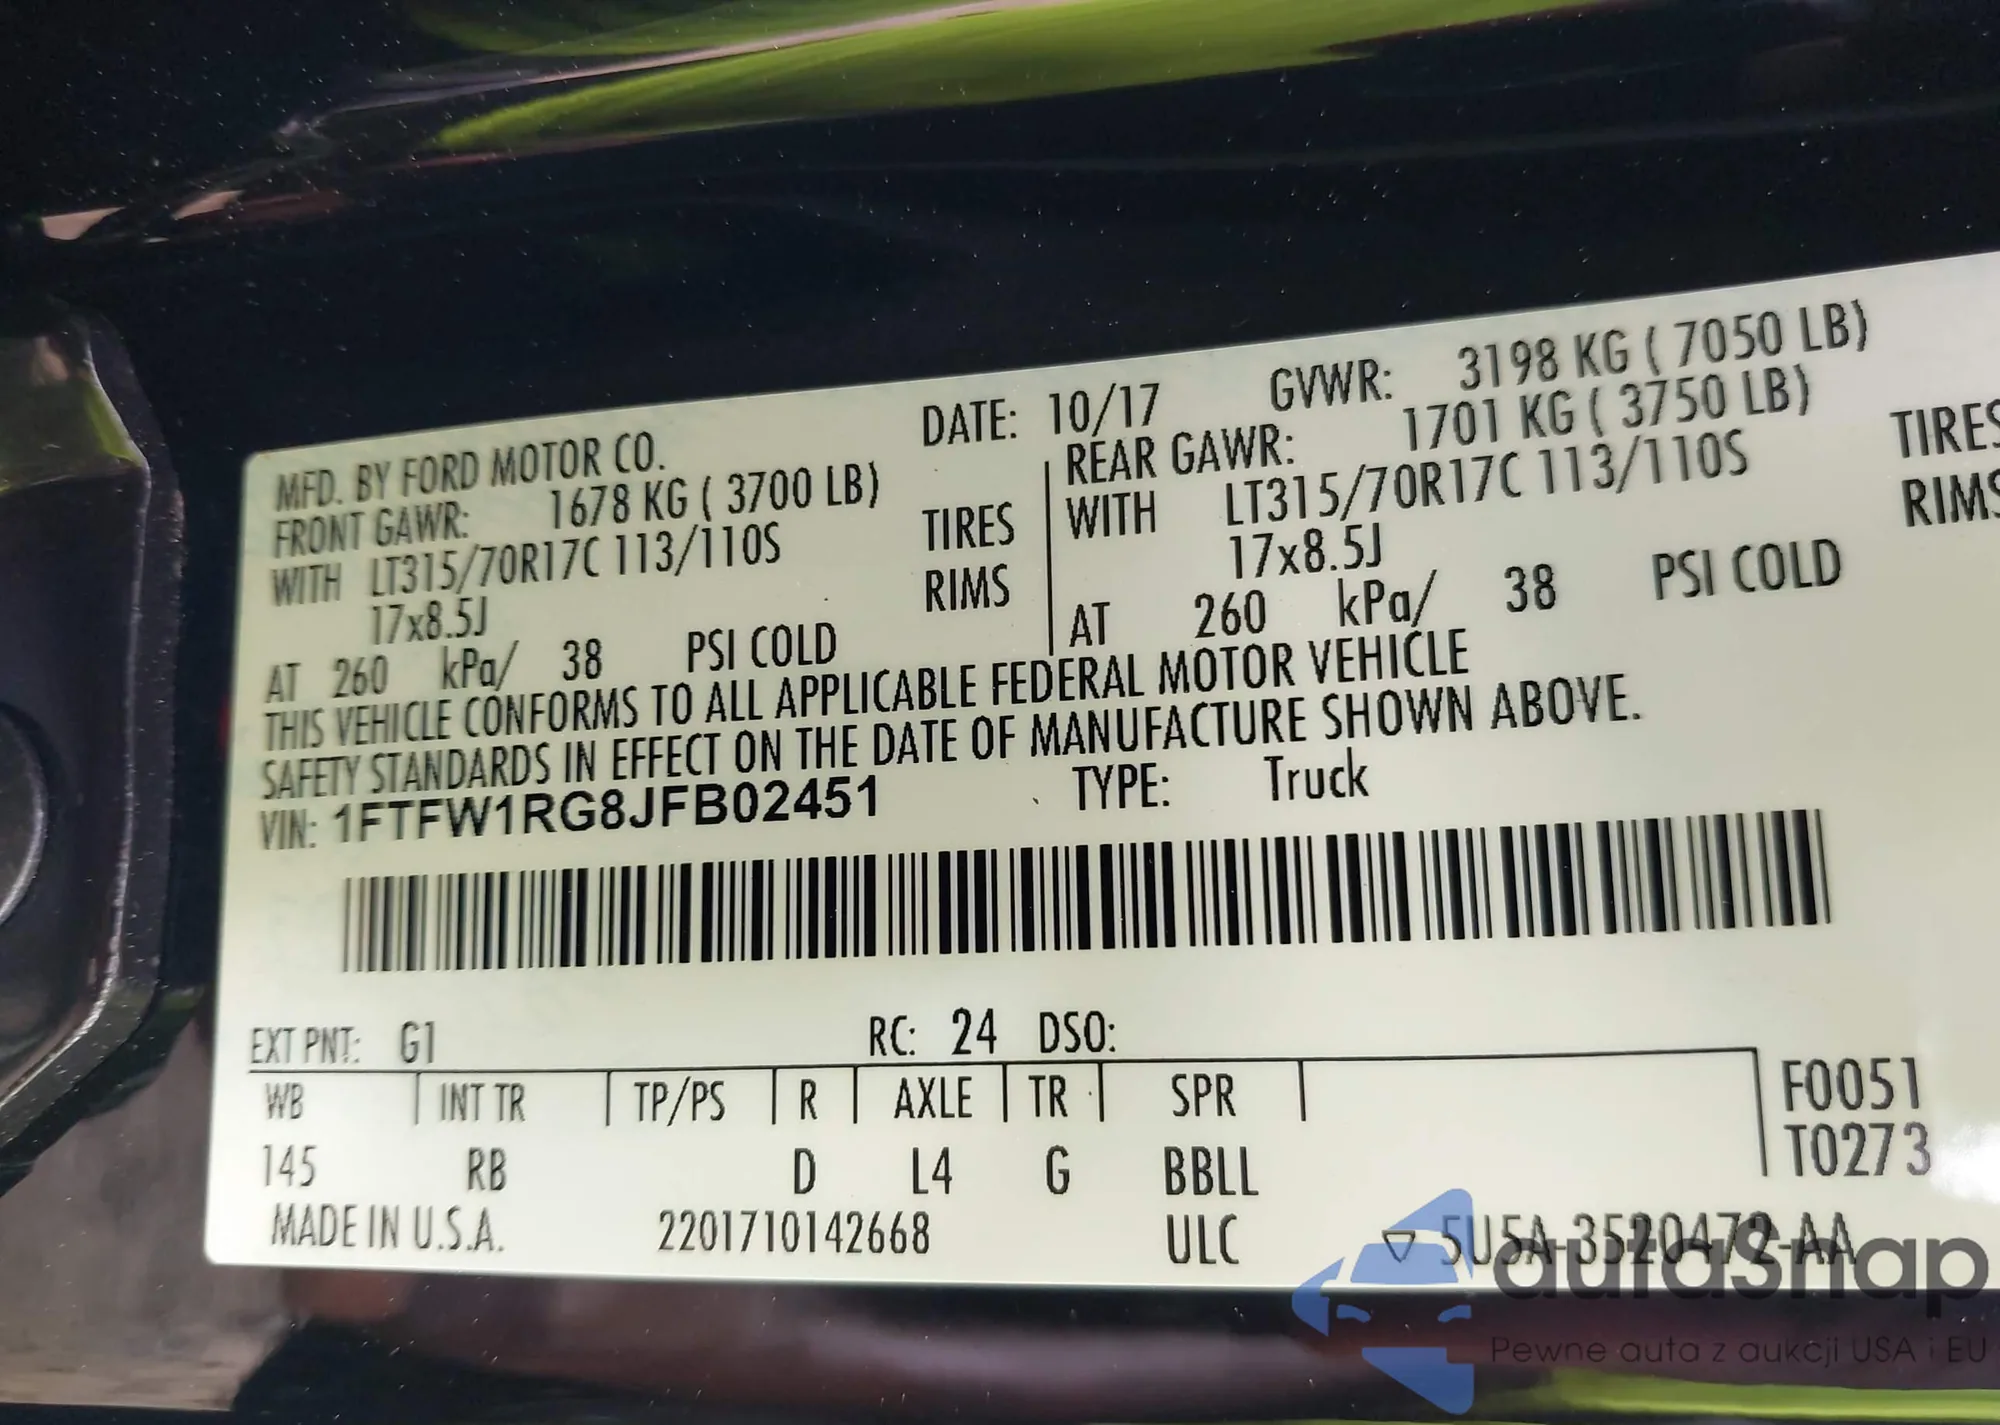 MFD. BY FORD MOTOR CO. DATE: 10/17 GVWR: 3198 KG ( 7050 LB)
FRONT GAWR: 1678 KG ( 3700 LB) REAR GAWR: 1701 KG ( 3750 LB)
WITH LT315/70R17C 113/110S TIRES WITH LT315/70R17C 113/110S TIRES
17x8.5J RIMS 17x8.5J RIMS
AT 260 kPa/ 38 PSI COLD AT 260 kPa/ 38 PSI COLD
THIS VEHICLE CONFORMS TO ALL APPLICABLE FEDERAL MOTOR VEHICLE
SAFETY STANDARDS IN EFFECT ON THE DATE OF MANUFACTURE SHOWN ABOVE.
VIN: 1FTFW1RG8JFB02451 TYPE: Truck
EXT PNT: G1 RC: 24 DSO:
WB INT TR TP/PS R AXLE TR SPR F0051
145 RB D L4 G BBLL T0273
MADE IN U.S.A. 2201710142668 ULC 5U5A-3520472-AA
autaSnap
Pewne auta z aukcji USA i EU